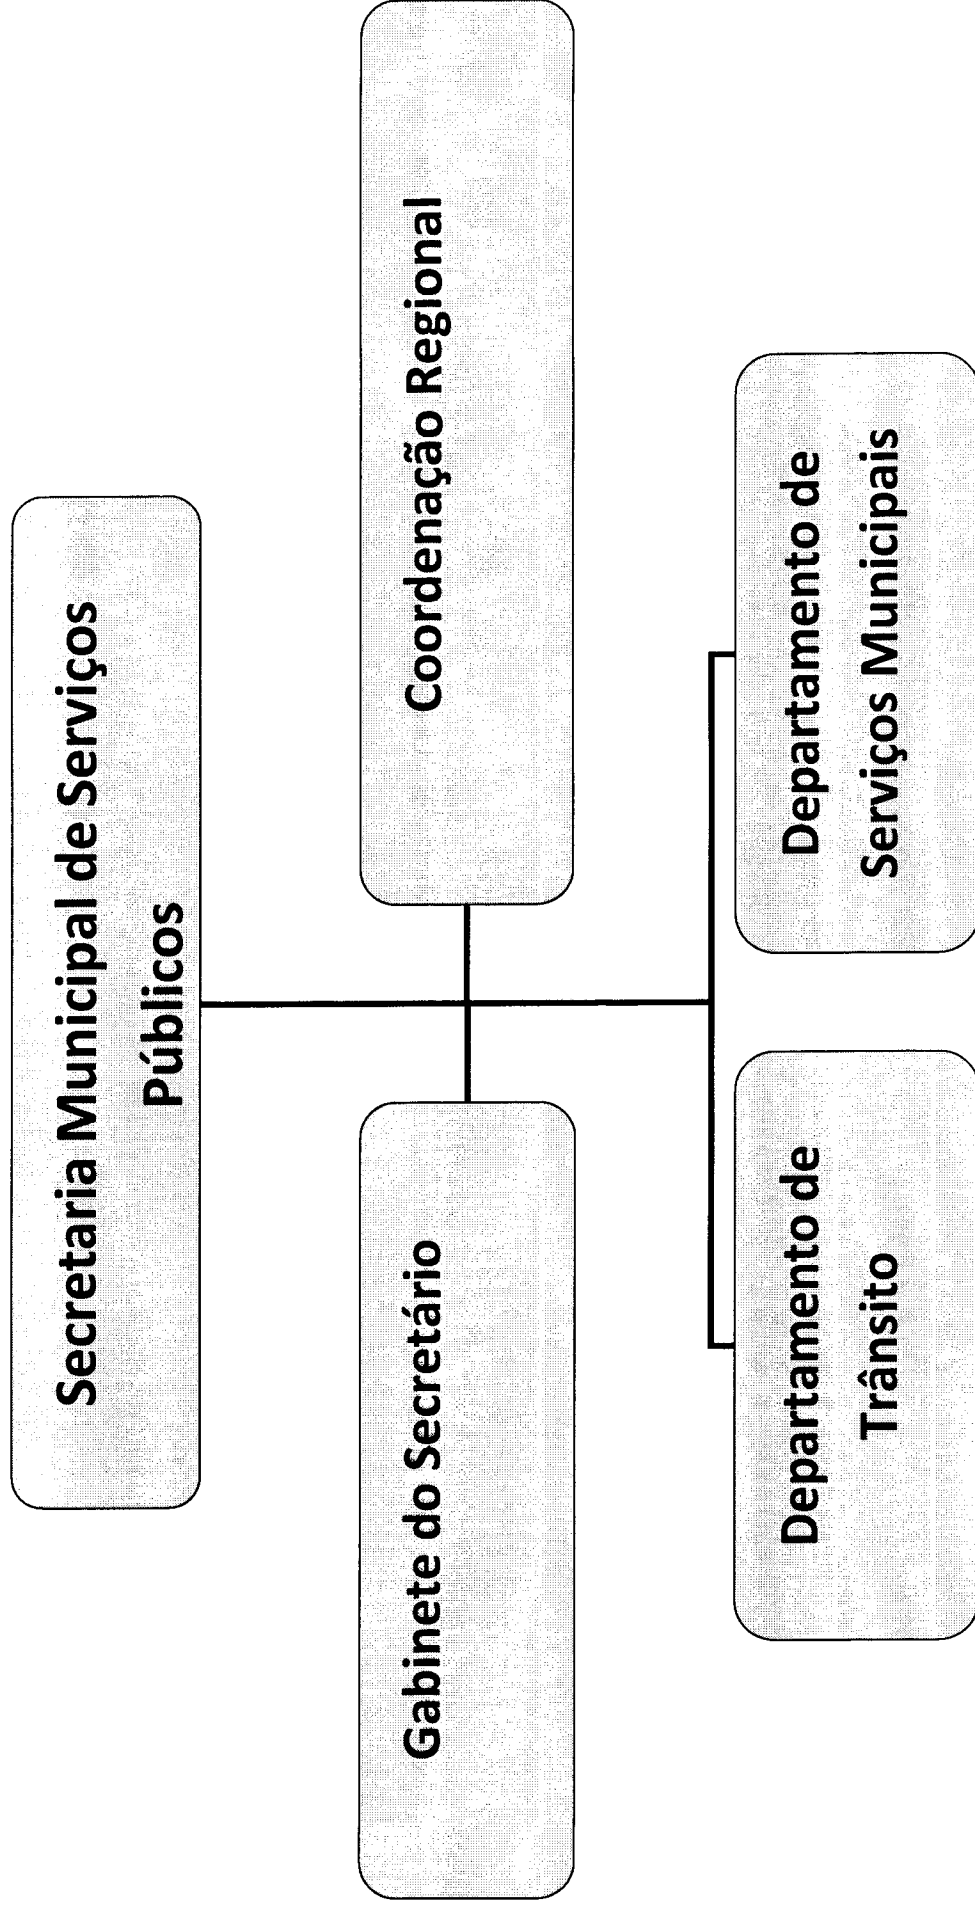 Secretaria Municipal de Serviços
Públicos
Gabinete do Secretário
Coordenação Regional
Departamento de
Trânsito
Departamento de
Serviços Municipais